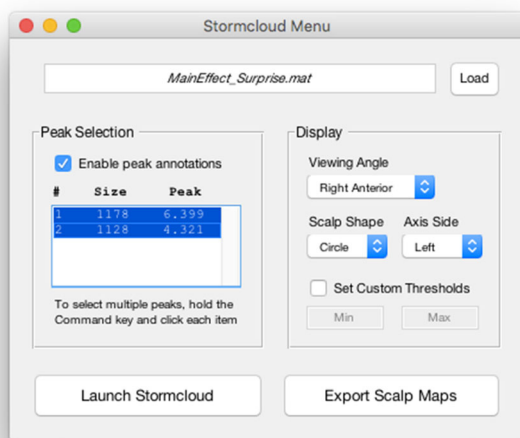 Stormcloud Menu
MainEffect_Surprise.mat
Load
Peak Selection
Enable peak annotations
# Size Peak
1 1178 6.399
2 1128 4.321
To select multiple peaks, hold the
Command key and click each item
Display
Viewing Angle
Right Anterior
Scalp Shape Axis Side
Circle Left
Set Custom Thresholds
Min Max
Launch Stormcloud
Export Scalp Maps